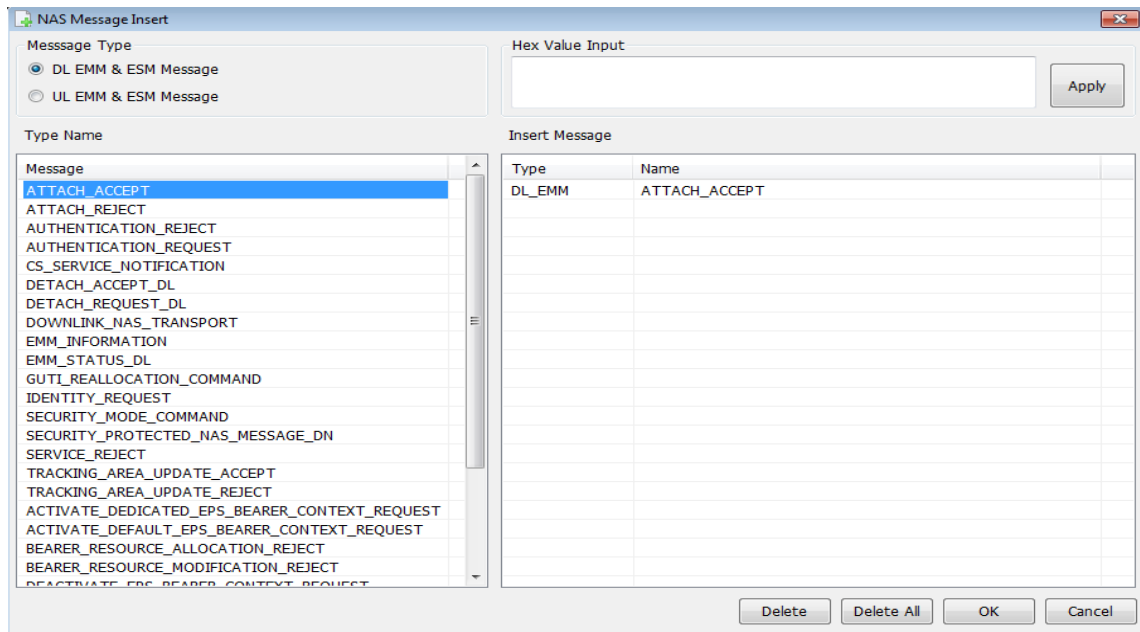 NAS Message Insert
Messsage Type
DL EMM & ESM Message
UL EMM & ESM Message
Hex Value Input
Apply
Type Name
Message
ATTACH_ACCEPT
ATTACH_REJECT
AUTHENTICATION_REJECT
AUTHENTICATION_REQUEST
CS_SERVICE_NOTIFICATION
DETACH_ACCEPT_DL
DETACH_REQUEST_DL
DOWNLINK_NAS_TRANSPORT
EMM_INFORMATION
EMM_STATUS_DL
GUTI_REALLOCATION_COMMAND
IDENTITY_REQUEST
SECURITY_MODE_COMMAND
SECURITY_PROTECTED_NAS_MESSAGE_DN
SERVICE_REJECT
TRACKING_AREA_UPDATE_ACCEPT
TRACKING_AREA_UPDATE_REJECT
ACTIVATE_DEDICATED_EPS_BEARER_CONTEXT_REQUEST
ACTIVATE_DEFAULT_EPS_BEARER_CONTEXT_REQUEST
BEARER_RESOURCE_ALLOCATION_REJECT
BEARER_RESOURCE_MODIFICATION_REJECT
DEACTIVATE_EPS_BEARER_CONTEXT_REQUEST
Insert Message
Type Name
DL_EMM ATTACH_ACCEPT
Delete Delete All OK Cancel